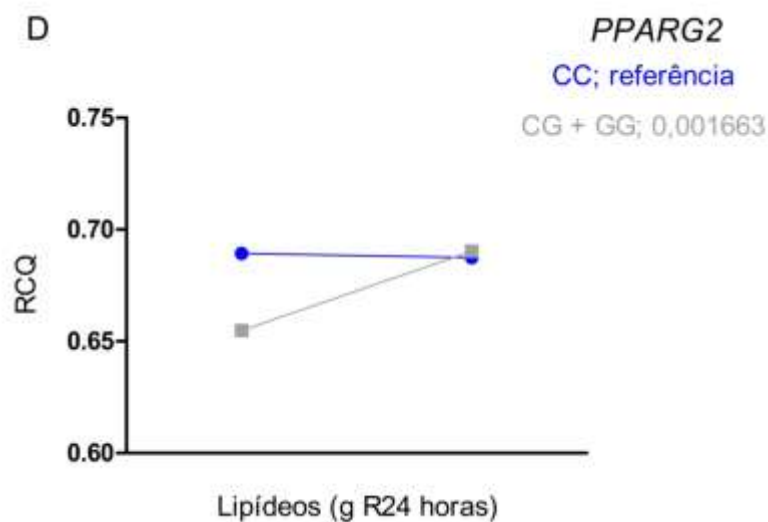 D
PPARG2
CC; referência
CG + GG; 0,001663
0.75
0.70
0.65
0.60
RCQ
Lipídeos (g R24 horas)